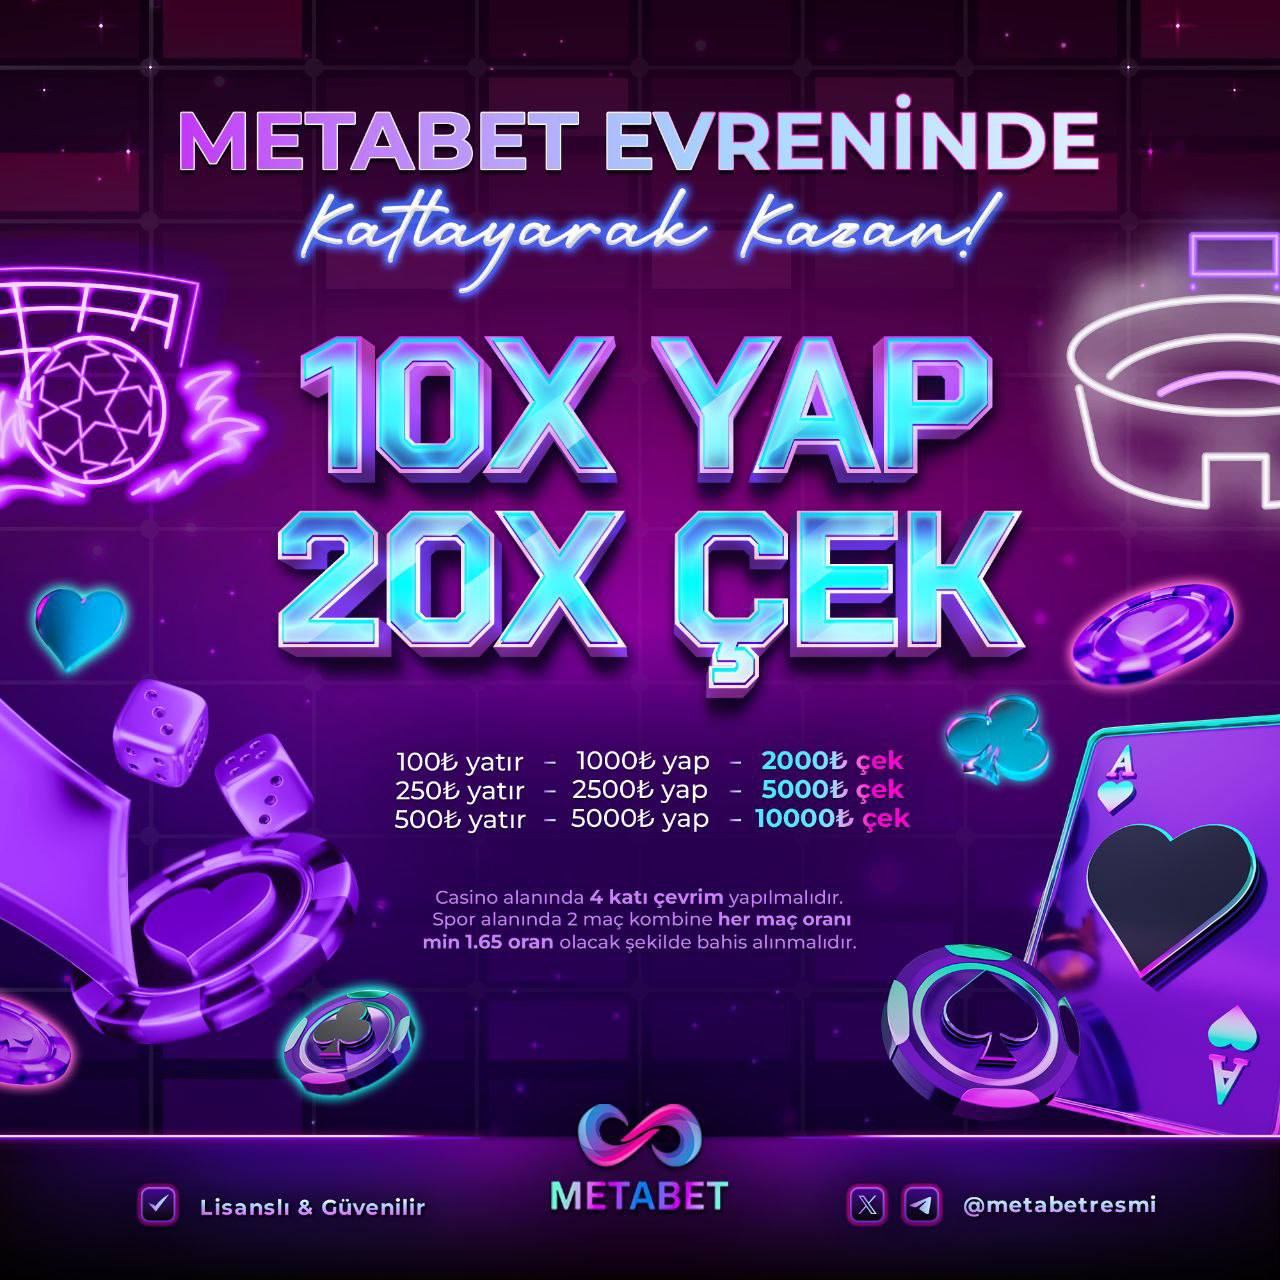 METABET EVRENİNDE
Katlayarak Kazan!
10X YAP
20X ÇEK
100₺ yatır - 1000₺ yap - 2000₺ çek
250₺ yatır - 2500₺ yap - 5000₺ çek
500₺ yatır - 5000₺ yap - 10000₺ çek
Casino alanında 4 katı çevrim yapılmalıdır.
Spor alanında 2 maç kombine her maç oranı
min 1.65 oran olacak şekilde bahis alınmalıdır.
A
A
METABET
Lisanslı & Güvenilir
@metabetresmi